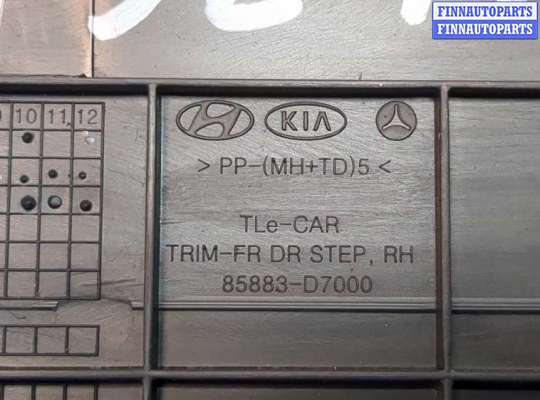 FINNAUTOPARTS
FINNAUTOPARTS
10 11 12
KIA
> PP-(MH+TD)5 <
TLe-CAR
TRIM-FR DR STEP, RH
85883-D7000